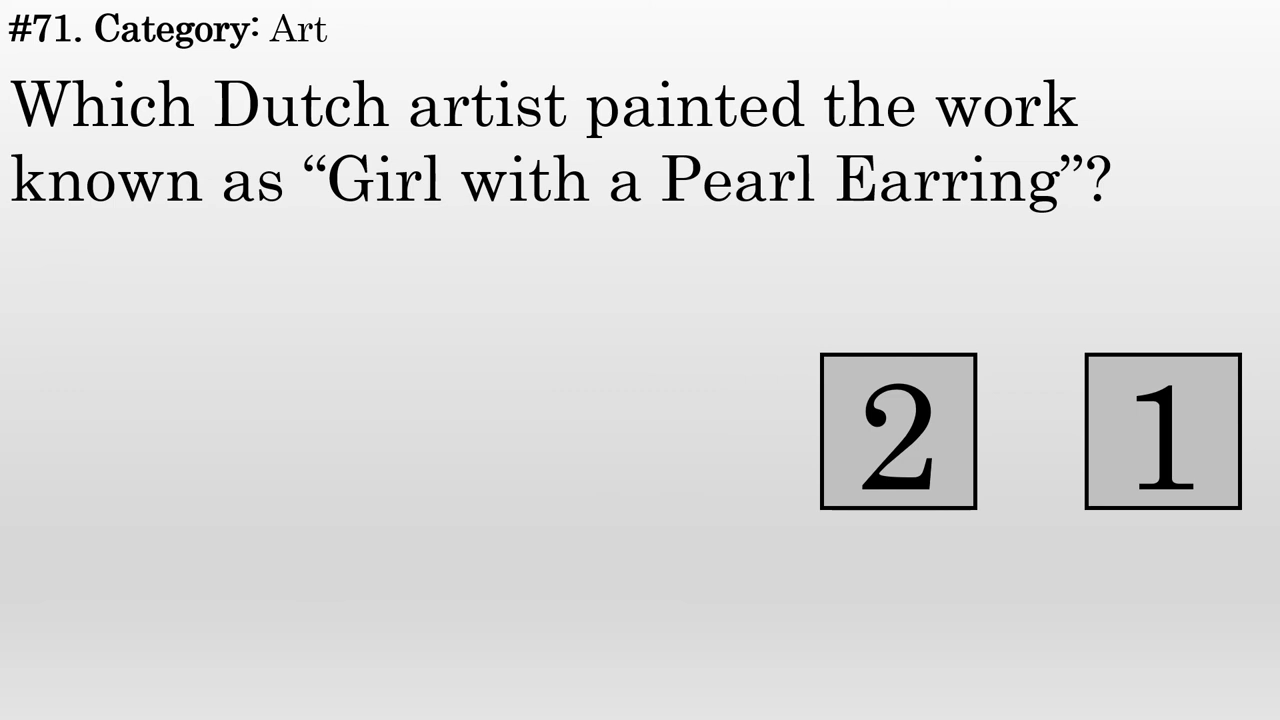 #71. Category: Art
Which Dutch artist painted the work
known as “Girl with a Pearl Earring”?
2 1